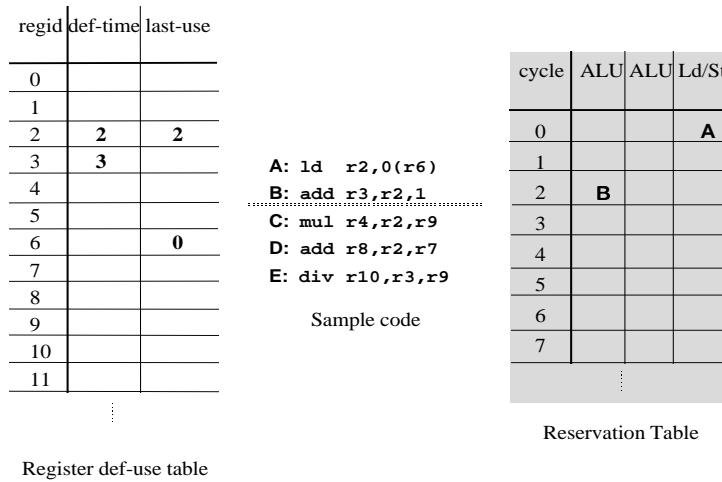 regid def-time last-use
0
1
2 2 2
3 3
4
5
6 0
7
8
9
10
11
Register def-use table
A: ld r2,0(r6)
B: add r3,r2,1
C: mul r4,r2,r9
D: add r8,r2,r7
E: div r10,r3,r9
Sample code
cycle ALU ALU Ld/St
0 A
1
2 B
3
4
5
6
7
Reservation Table